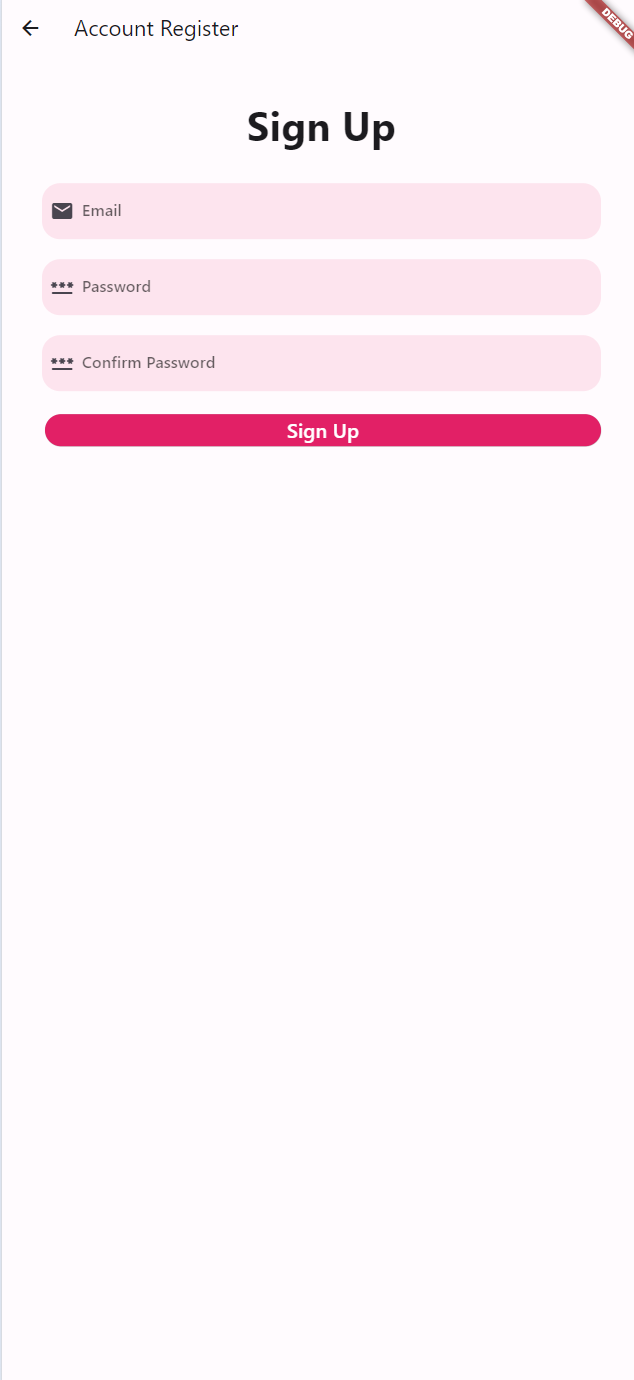 Account Register
DEBUG
Sign Up
Email
Password
Confirm Password
Sign Up